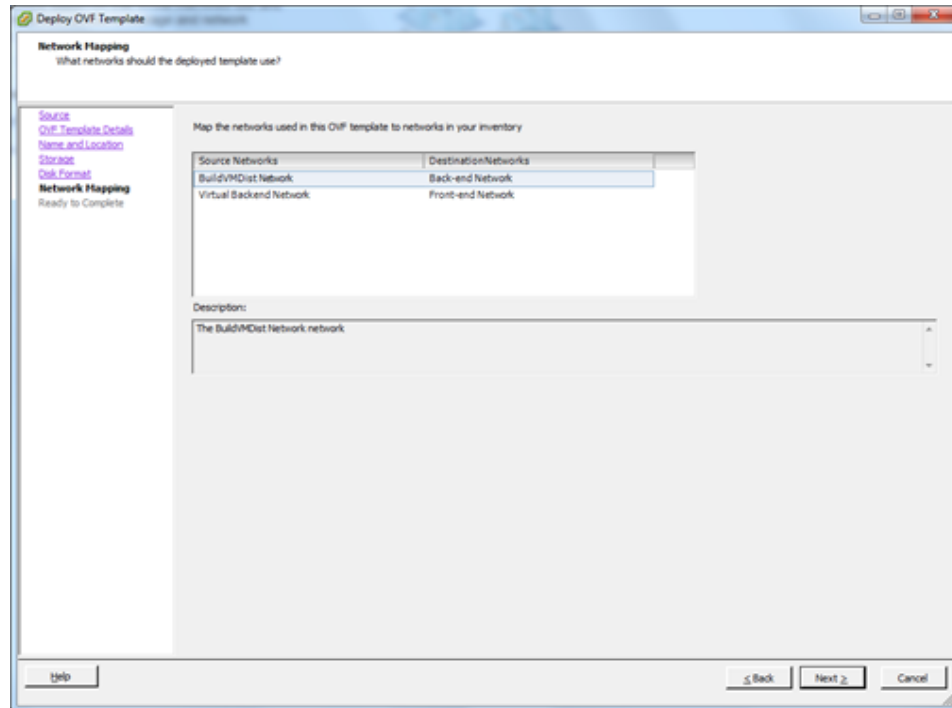 Deploy OVF Template
Network Mapping
What networks should the deployed template use?
Source
OVF Template Details
Name and Location
Storage
Disk Format
Network Mapping
Ready to Complete
Map the networks used in this OVF template to networks in your inventory
Source Networks DestinationNetworks
BuildVMDist Network Back-end Network
Virtual Backend Network Front-end Network
Description:
The BuildVMDist Network network
Help
≤ Back Next ≥ Cancel